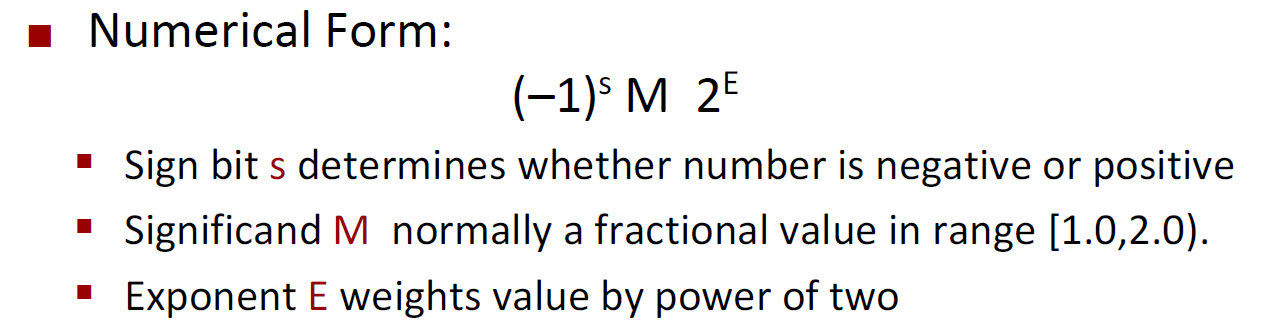 ■ Numerical Form:
(–1)ˢ M 2ᴱ
▪ Sign bit s determines whether number is negative or positive
▪ Significand M normally a fractional value in range [1.0,2.0).
▪ Exponent E weights value by power of two